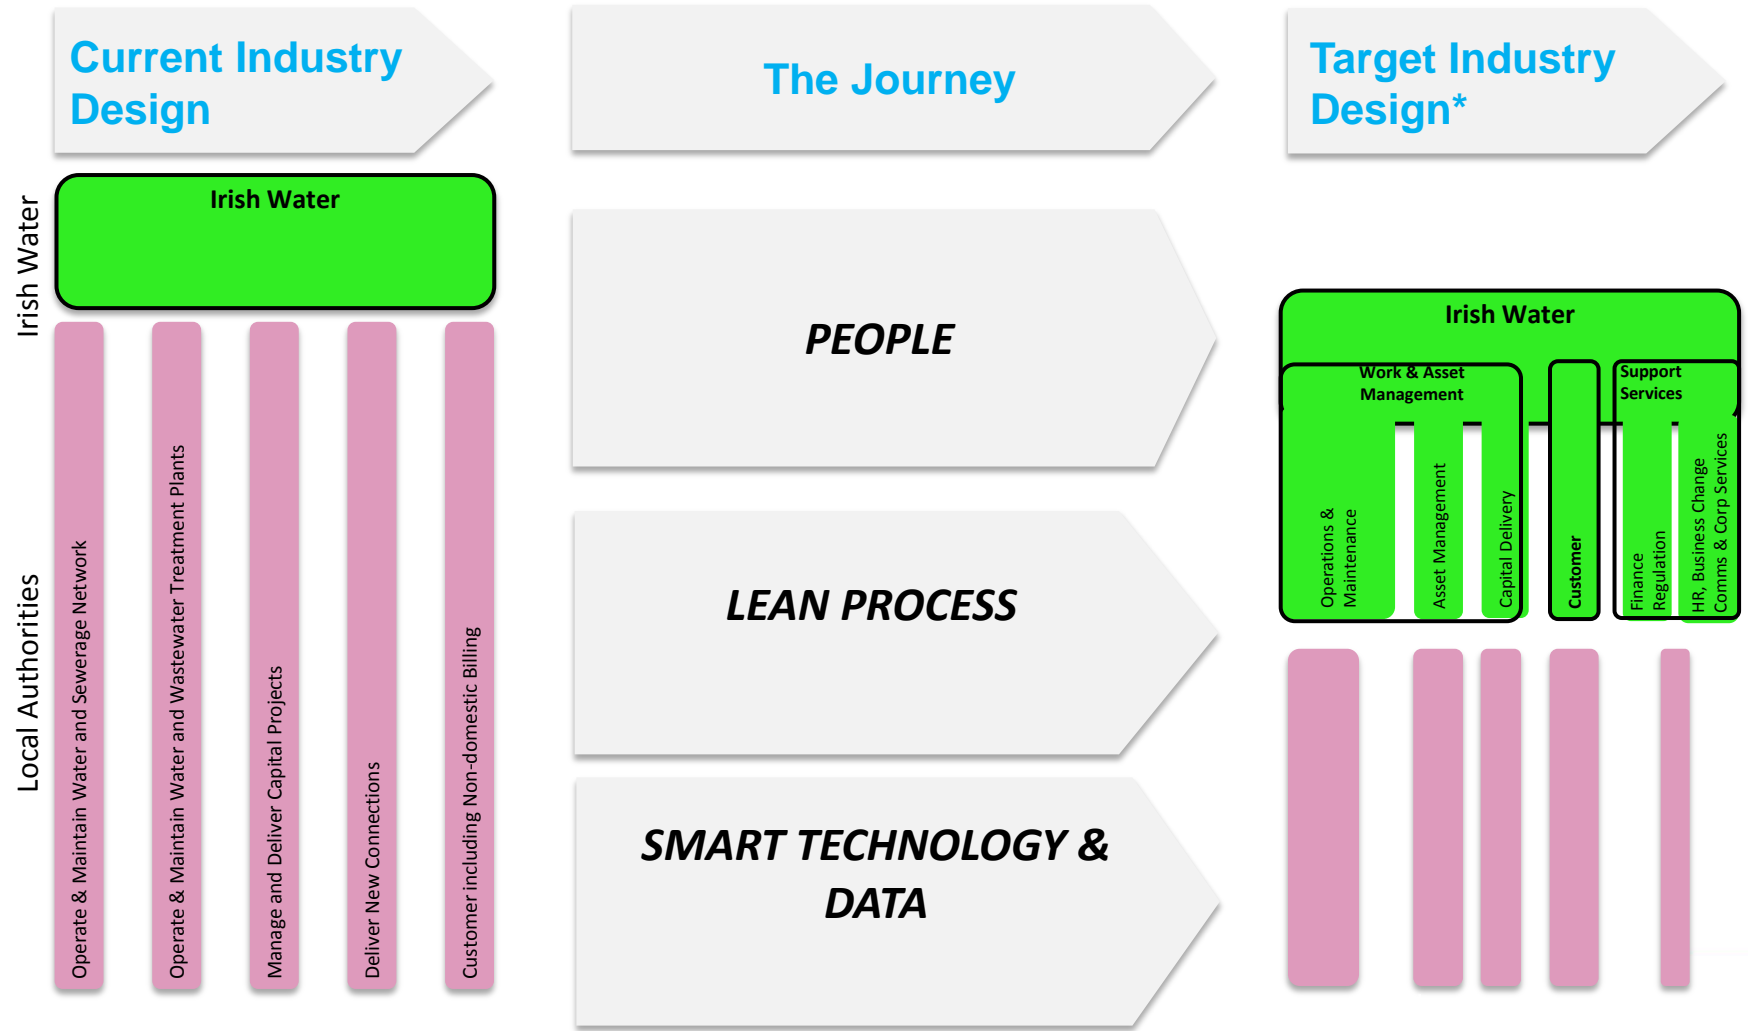 Current Industry
Design
The Journey
Target Industry
Design*
Irish Water
Local Authorities
Irish Water
Operate & Maintain Water and Sewerage Network
Operate & Maintain Water and Wastewater Treatment Plants
Manage and Deliver Capital Projects
Deliver New Connections
Customer including Non-domestic Billing
PEOPLE
LEAN PROCESS
SMART TECHNOLOGY &
DATA
Irish Water
Work & Asset
Management
Support
Services
Operations &
Maintenance
Asset Management
Capital Delivery
Customer
Finance
Regulation
HR, Business Change
Comms & Corp Services